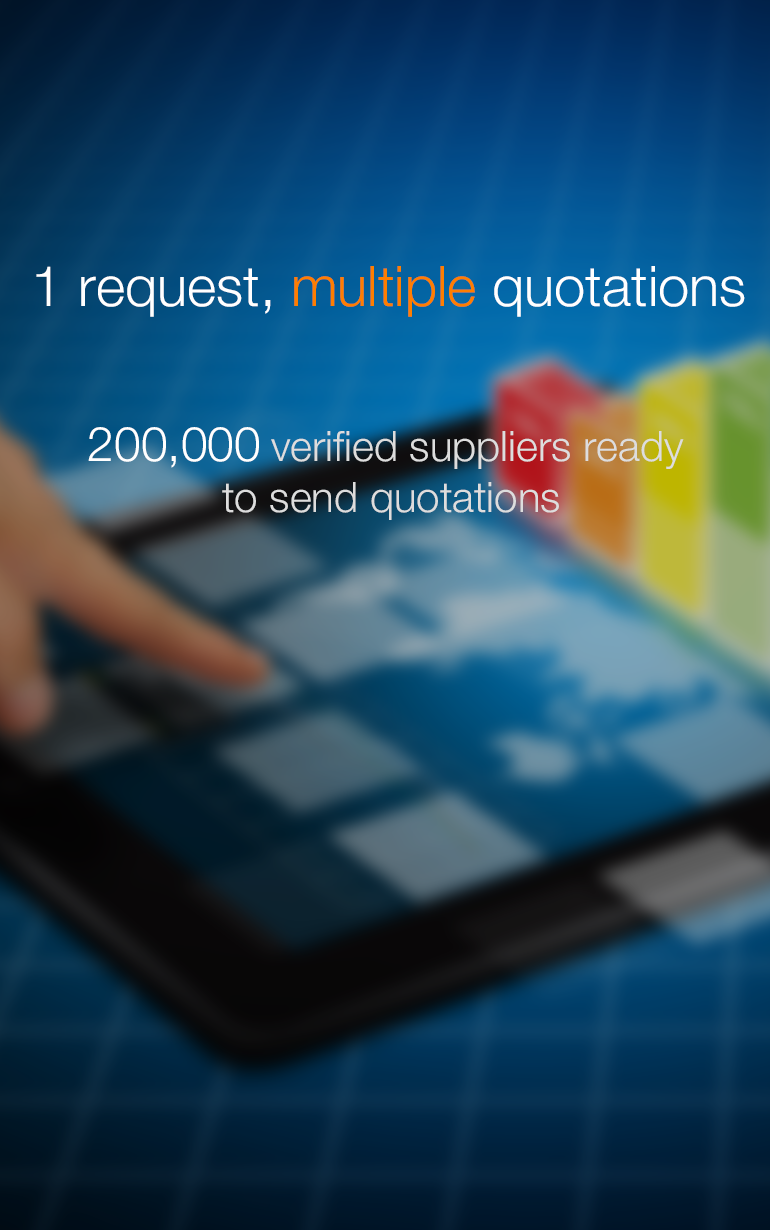 1 request, multiple quotations
200,000 verified suppliers ready
to send quotations